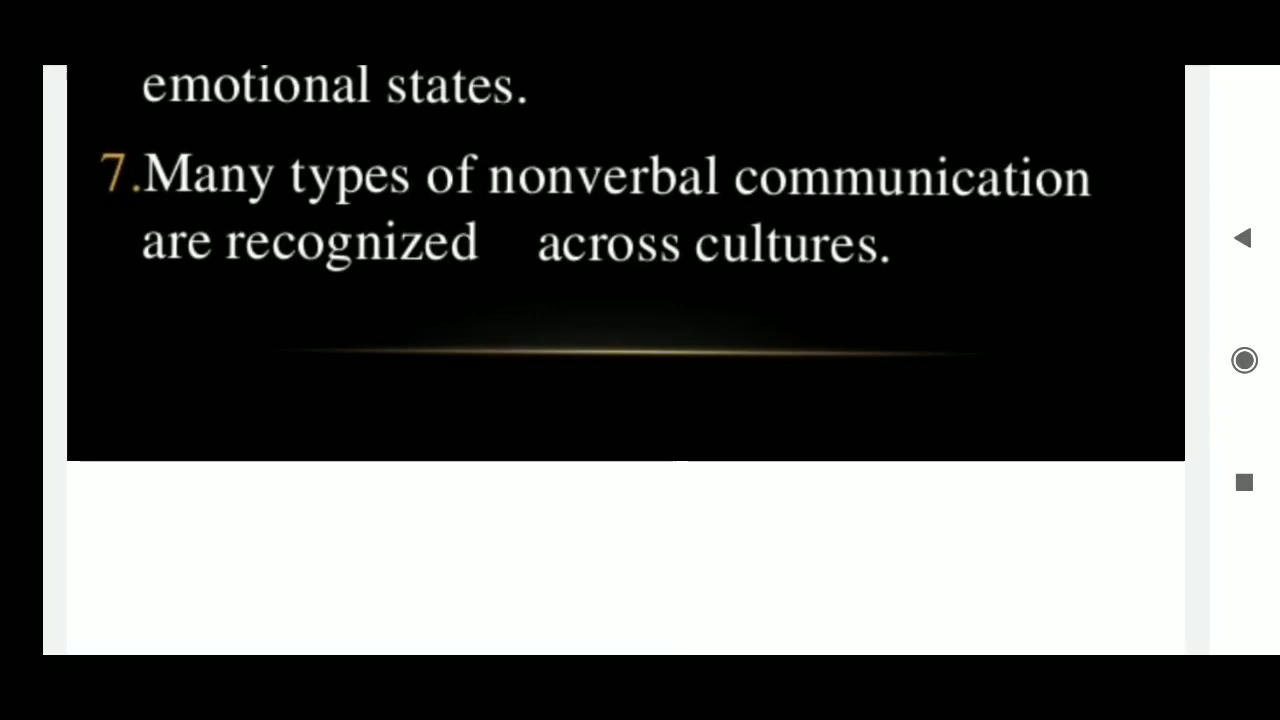 emotional states.
7.Many types of nonverbal communication
are recognized across cultures.